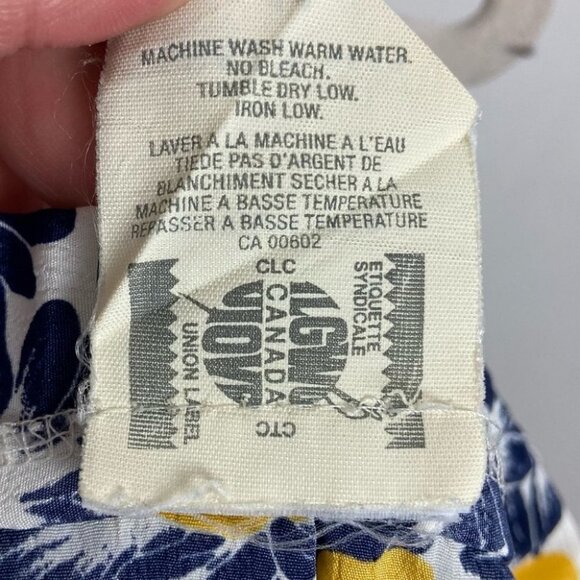 MACHINE WASH WARM WATER.
NO BLEACH.
TUMBLE DRY LOW.
IRON LOW.
LAVER A LA MACHINE A L'EAU
TIEDE PAS D'ARGENT DE
BLANCHIMENT SECHER A LA
MACHINE A BASSE TEMPERATURE
REPASSER A BASSE TEMPERATURE
CA 00602
CLC
ETIQUETTE
SYNDICALE
ILGWU
CANADA
UIOVD
UNION LABEL
CTC